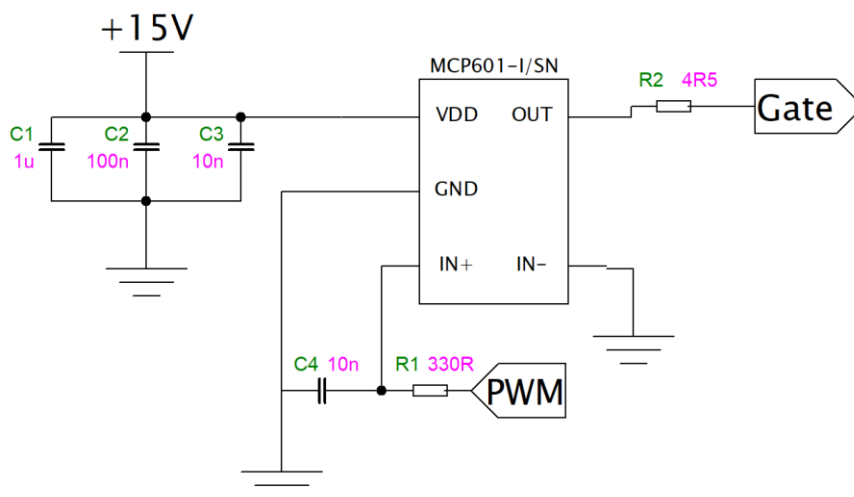 +15V
MCP601-I/SN
R2 4R5
VDD OUT
Gate
C1 C2 C3
1u 100n 10n
GND
IN+ IN-
C4 10n R1 330R
PWM